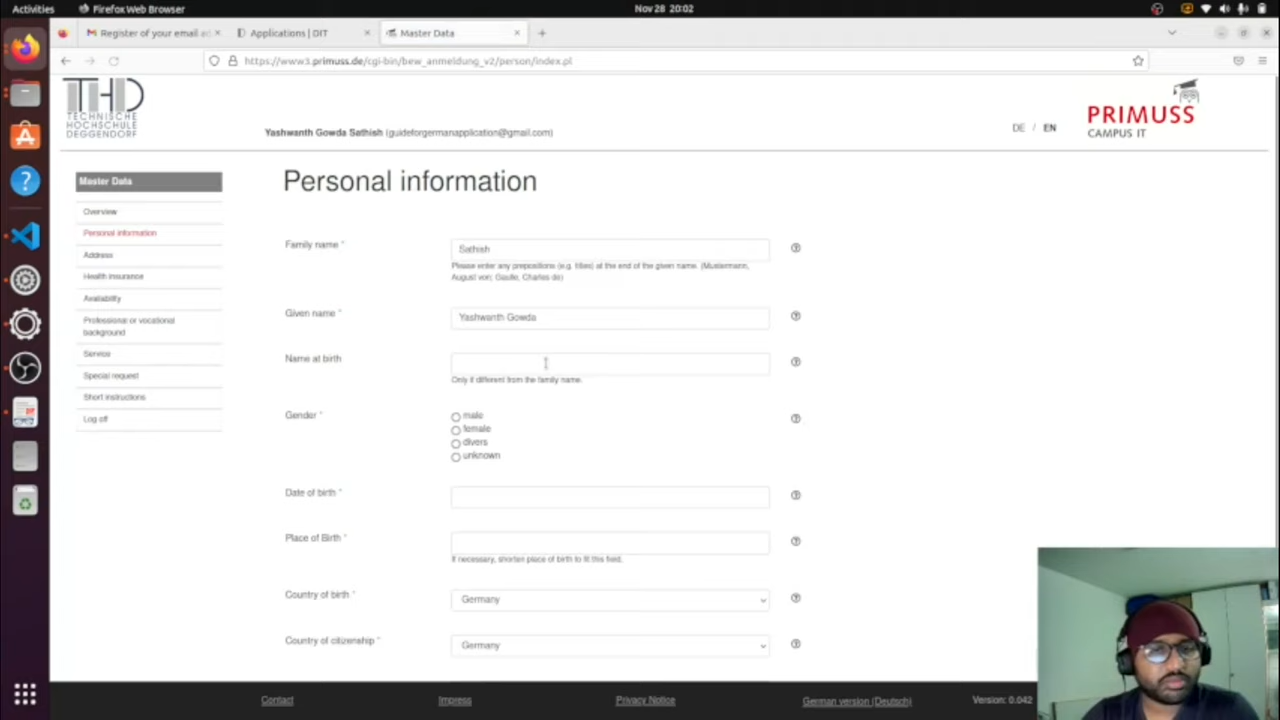 Activities
Firefox Web Browser
Nov 28 20:02
Register of your email ad
Applications | DIT
Master Data
https://www3.primuss.de/cgi-bin/bew_anmeldung_v2/person/index.pl
THD
TECHNISCHE
HOCHSCHULE
DEGGENDORF
Yashwanth Gowda Sathish (guideforgermanapplication@gmail.com)
DE / EN
PRIMUSS
CAMPUS IT
Master Data
Overview
Personal information
Address
Health insurance
Availability
Professional or vocational
background
Service
Special request
Short instructions
Log off
Personal information
Family name *
Sathish
Please enter any prepositions (e.g. titles) at the end of the given name. (Mustermann,
August von; Gaulle, Charles de)
Given name *
Yashwanth Gowda
Name at birth
Only if different from the family name.
Gender *
male
female
divers
unknown
Date of birth *
Place of Birth *
If necessary, shorten place of birth to fit this field.
Country of birth *
Germany
Country of citizenship *
Germany
Contact
Impress
Privacy Notice
German version (Deutsch)
Version: 0.042